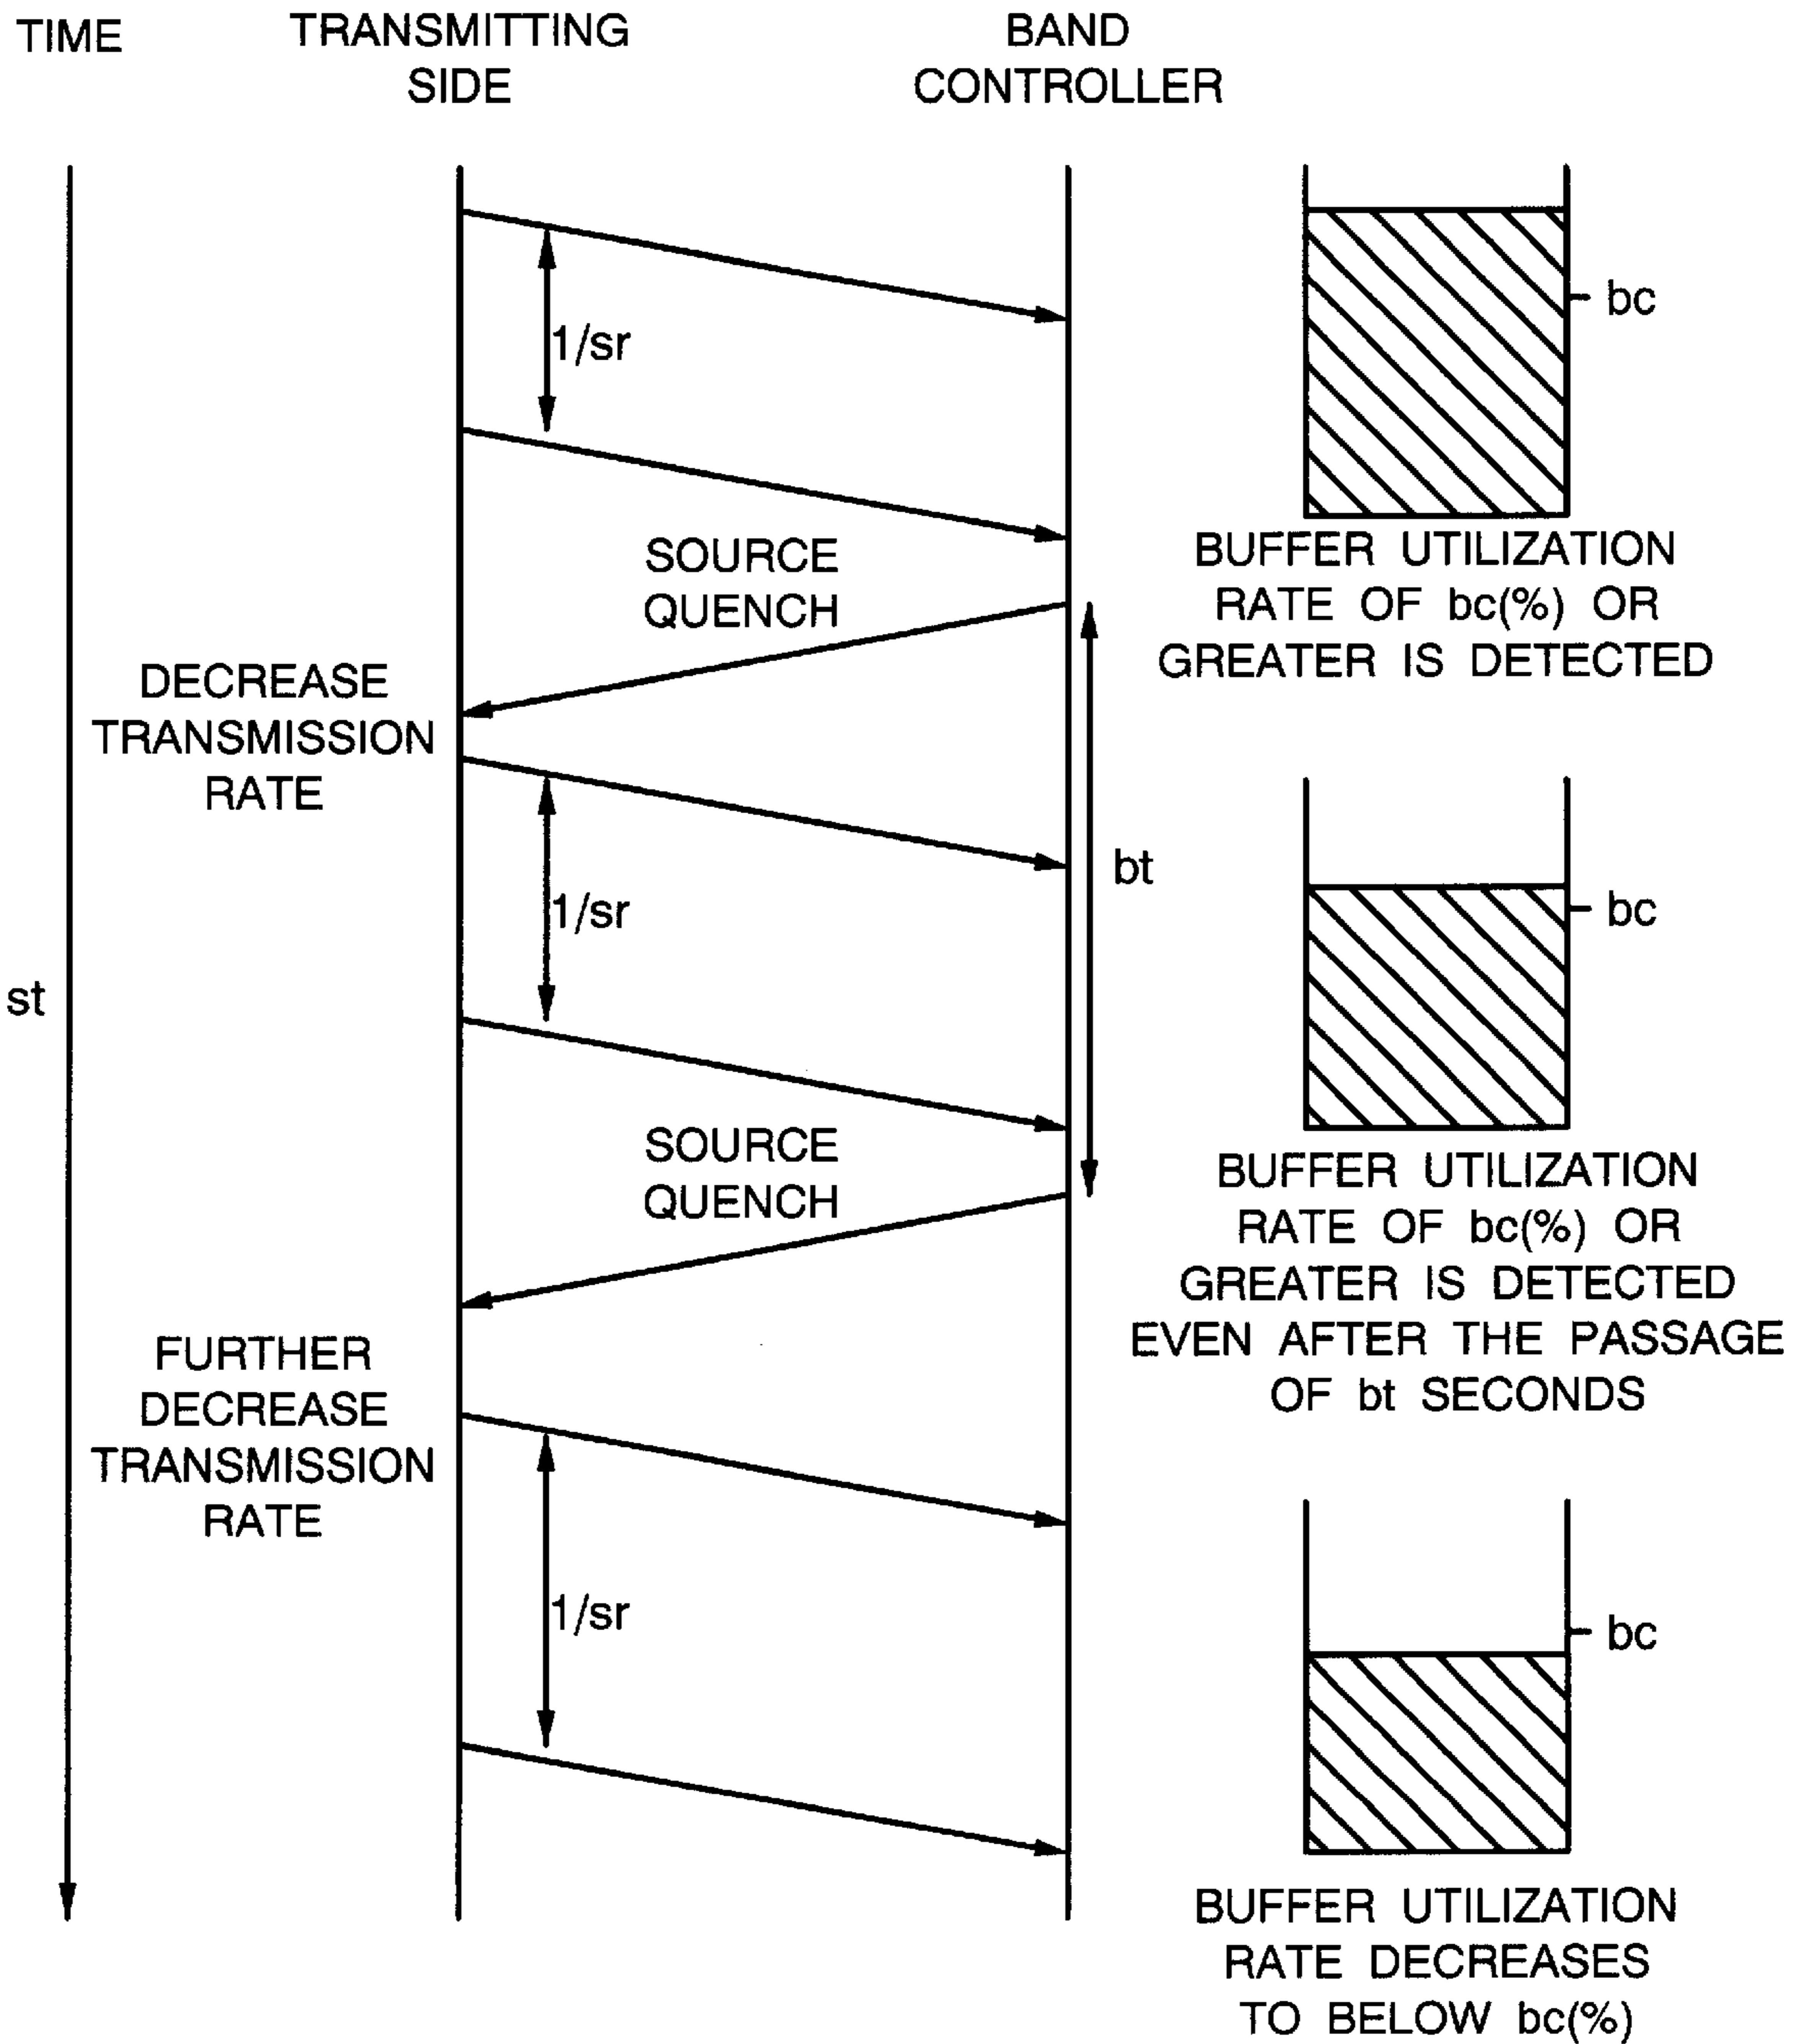 TIME
TRANSMITTING
SIDE
BAND
CONTROLLER
bc
1/sr
BUFFER UTILIZATION
RATE OF bc(%) OR
GREATER IS DETECTED
SOURCE
QUENCH
DECREASE
TRANSMISSION
RATE
bt
1/sr
bc
st
SOURCE
QUENCH
BUFFER UTILIZATION
RATE OF bc(%) OR
GREATER IS DETECTED
EVEN AFTER THE PASSAGE
OF bt SECONDS
FURTHER
DECREASE
TRANSMISSION
RATE
1/sr
bc
BUFFER UTILIZATION
RATE DECREASES
TO BELOW bc(%)